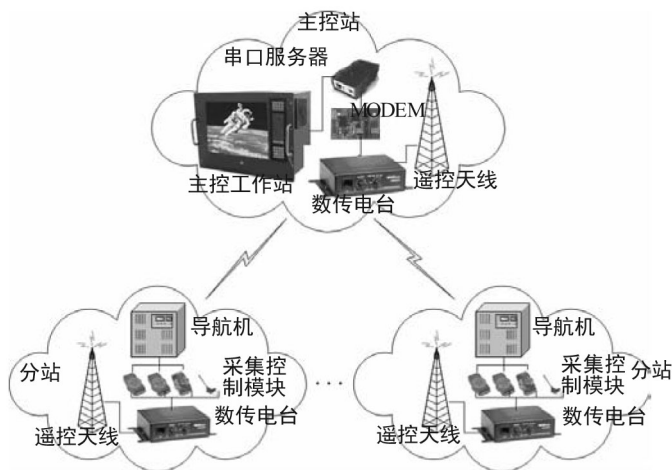 主控站
串口服务器
MODEM
主控工作站
数传电台
遥控天线
导航机
分站
采集控
制模块
数传电台
遥控天线
...
导航机
采集控
制模块
分站
数传电台
遥控天线